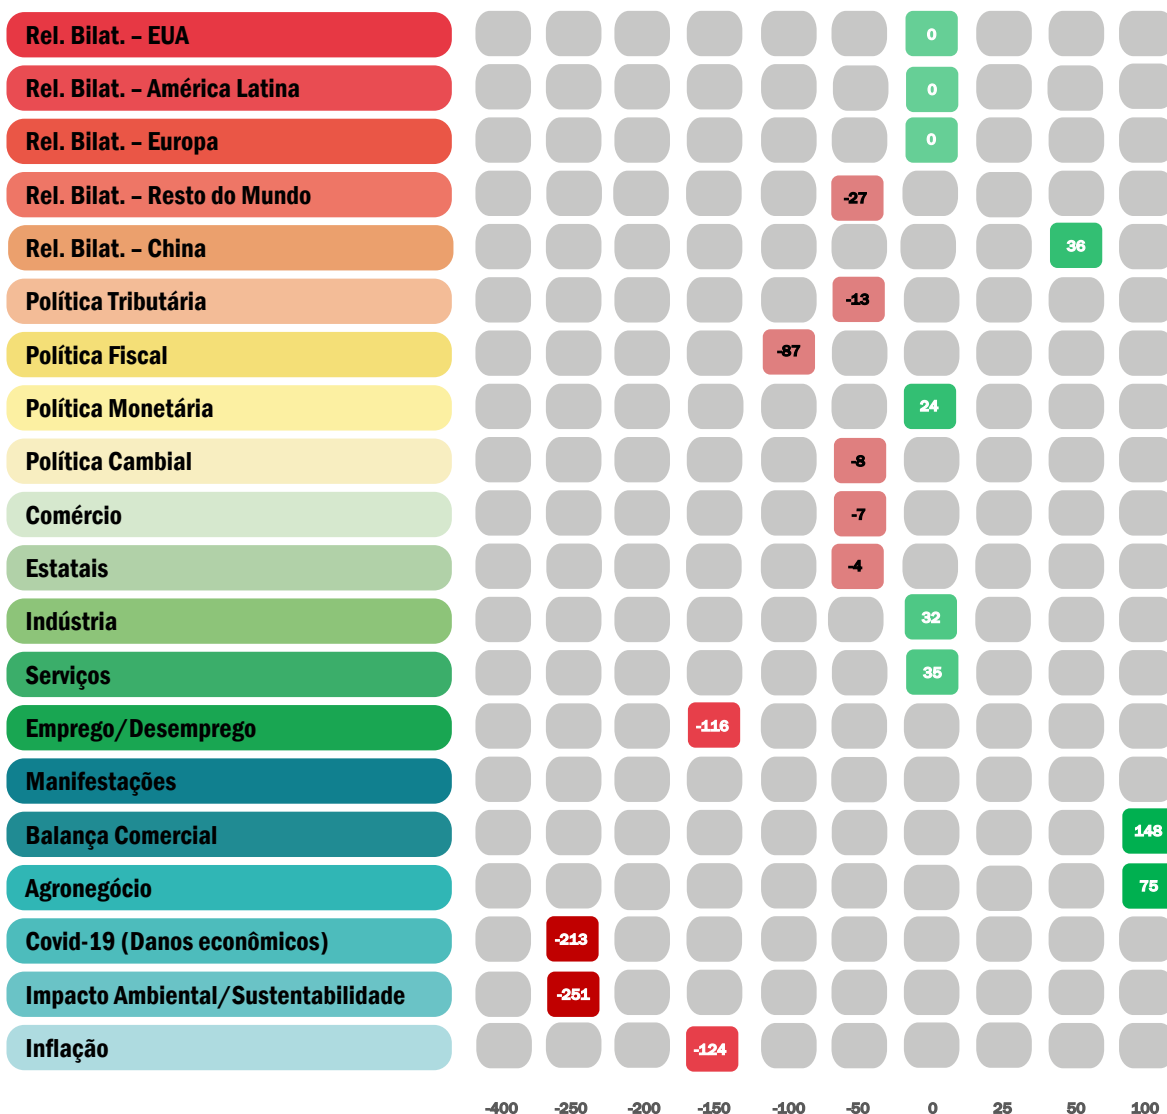 Rel. Bilat. – EUA 0
Rel. Bilat. – América Latina 0
Rel. Bilat. – Europa 0
Rel. Bilat. – Resto do Mundo -27
Rel. Bilat. – China 36
Política Tributária -13
Política Fiscal -87
Política Monetária 24
Política Cambial -8
Comércio -7
Estatais -4
Indústria 32
Serviços 35
Emprego/Desemprego -116
Manifestações
Balança Comercial 148
Agronegócio 75
Covid-19 (Danos econômicos) -213
Impacto Ambiental/Sustentabilidade -251
Inflação -124
-400 -250 -200 -150 -100 -50 0 25 50 100